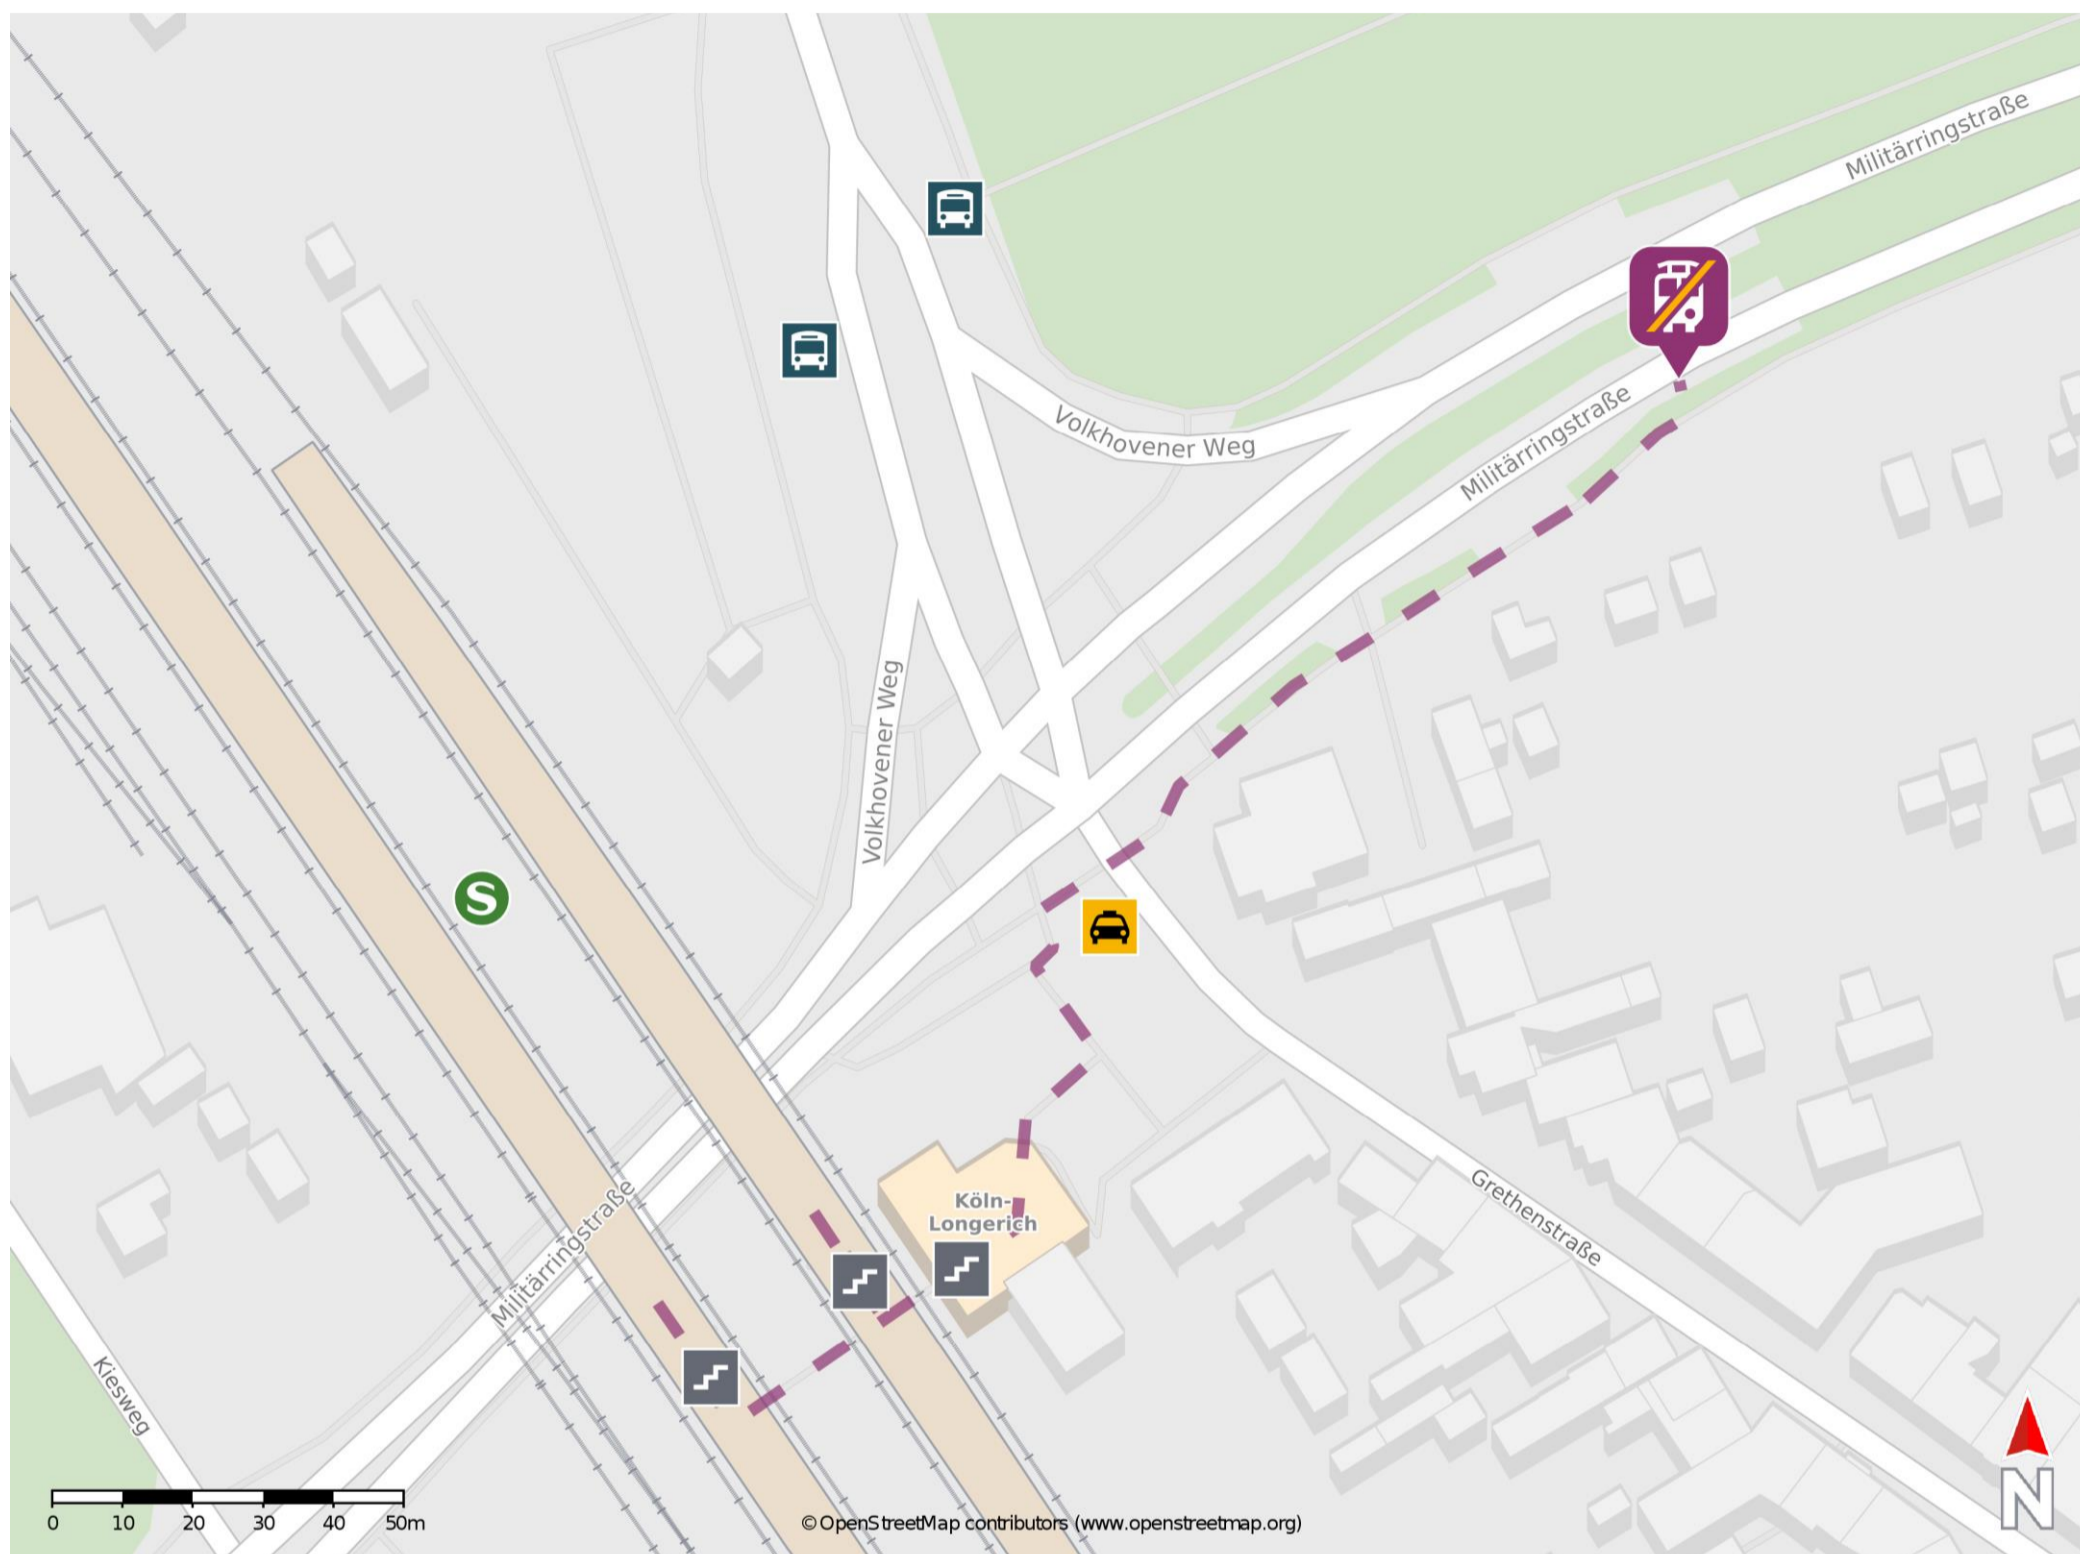 Militärringstraße
Militärringstraße
Volkhovener Weg
Volkhovener Weg
S
Köln-
Longerich
Militärringstraße
Grethenstraße
Kiesweg
N
0 10 20 30 40 50m
©OpenStreetMap contributors (www.openstreetmap.org)